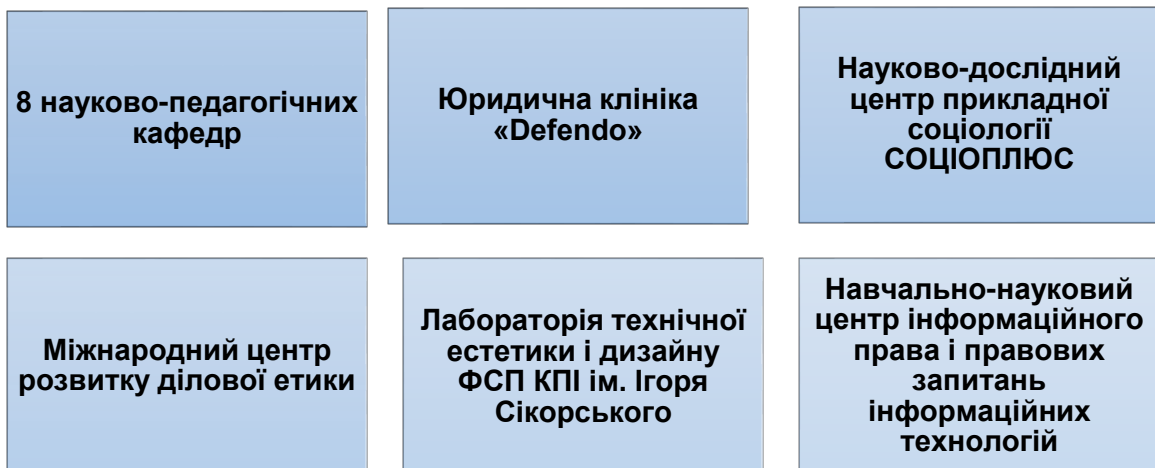 8 науково-педагогічних
кафедр
Юридична клініка
«Defendo»
Науково-дослідний
центр прикладної
соціології
СОЦІОПЛЮС
Міжнародний центр
розвитку ділової етики
Лабораторія технічної
естетики і дизайну
ФСП КПІ ім. Ігоря
Сікорського
Навчально-науковий
центр інформаційного
права і правових
запитань
інформаційних
технологій